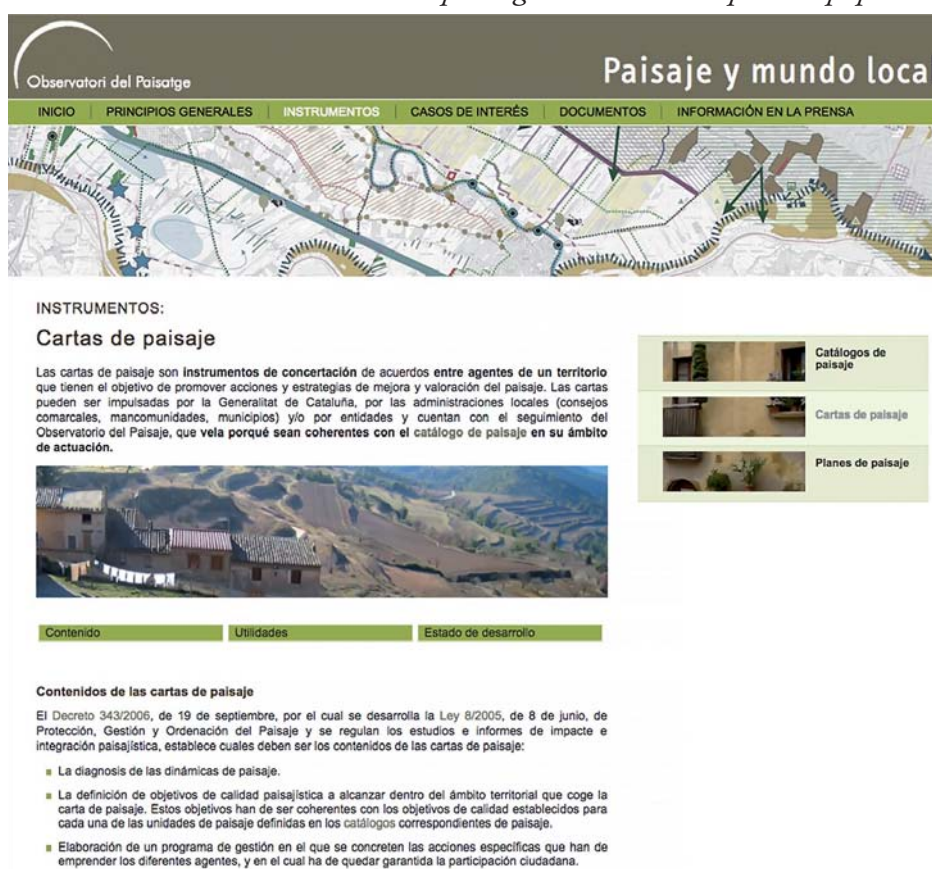 Observatori del Paisatge
Paisaje y mundo loca
INICIO | PRINCIPIOS GENERALES | INSTRUMENTOS | CASOS DE INTERÉS | DOCUMENTOS | INFORMACIÓN EN LA PRENSA
INSTRUMENTOS:
Cartas de paisaje
Las cartas de paisaje son instrumentos de concertación de acuerdos entre agentes de un territorio
que tienen el objetivo de promover acciones y estrategias de mejora y valoración del paisaje. Las cartas
pueden ser impulsadas por la Generalitat de Cataluña, por las administraciones locales (consejos
comarcales, mancomunidades, municipios) y/o por entidades y cuentan con el seguimiento del
Observatorio del Paisaje, que vela porqué sean coherentes con el catálogo de paisaje en su ámbito
de actuación.
Catálogos de
paisaje
Cartas de paisaje
Planes de paisaje
Contenido
Utilidades
Estado de desarrollo
Contenidos de las cartas de paisaje
El Decreto 343/2006, de 19 de septiembre, por el cual se desarrolla la Ley 8/2005, de 8 de junio, de
Protección, Gestión y Ordenación del Paisaje y se regulan los estudios e informes de impacte e
integración paisajística, establece cuales deben ser los contenidos de las cartas de paisaje:
La diagnosis de las dinámicas de paisaje.
La definición de objetivos de calidad paisajística a alcanzar dentro del ámbito territorial que coge la
carta de paisaje. Estos objetivos han de ser coherentes con los objetivos de calidad establecidos para
cada una de las unidades de paisaje definidas en los catálogos correspondientes de paisaje.
Elaboración de un programa de gestión en el que se concreten las acciones específicas que han de
emprender los diferentes agentes, y en el cual ha de quedar garantida la participación ciudadana.